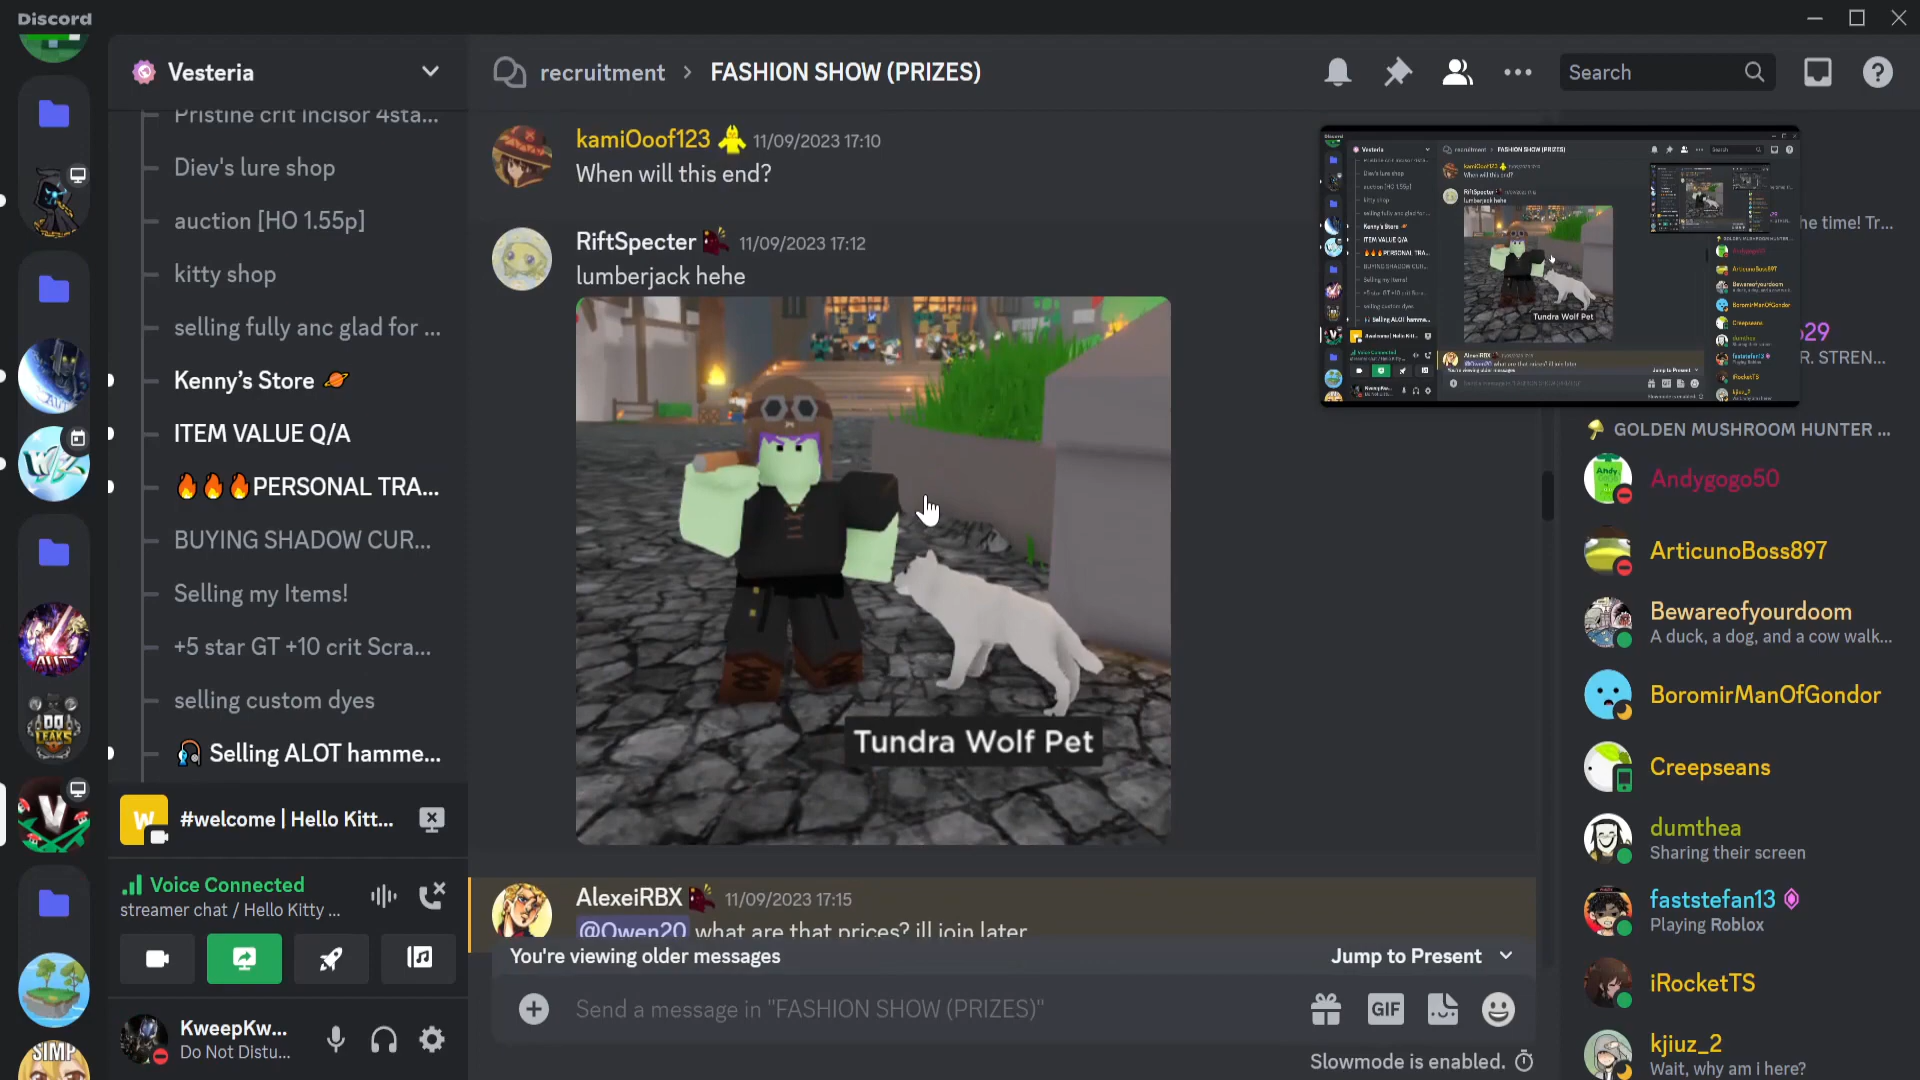 Discord
Vesteria
recruitment > FASHION SHOW (PRIZES)
Search
Pristine crit Incisor 4sta...
Diev's lure shop
auction [HO 1.55p]
kitty shop
selling fully anc glad for ...
Kenny's Store 🪐
ITEM VALUE Q/A
🔥🔥🔥PERSONAL TRA...
BUYING SHADOW CUR...
Selling my Items!
+5 star GT +10 crit Scra...
selling custom dyes
Selling ALOT hamme...
W
#welcome | Hello Kitt...
Voice Connected
streamer chat / Hello Kitty ...
KweepKw...
Do Not Distu...
SIMP
kamiOoof123 11/09/2023 17:10
When will this end?
RiftSpecter 11/09/2023 17:12
lumberjack hehe
Tundra Wolf Pet
AlexeiRBX 11/09/2023 17:15
@Owen20 what are that prices? ill join later
You're viewing older messages
Jump to Present
Send a message in "FASHION SHOW (PRIZES)"
GIF
Slowmode is enabled.
he time! Tr...
o29
R. STREN...
GOLDEN MUSHROOM HUNTER ...
Andygogo50
ArticunoBoss897
Bewareofyourdoom
A duck, a dog, and a cow walk...
BoromirManOfGondor
Creepseans
dumthea
Sharing their screen
faststefan13
Playing Roblox
iRocketTS
kjiuz_2
Wait, why am i here?